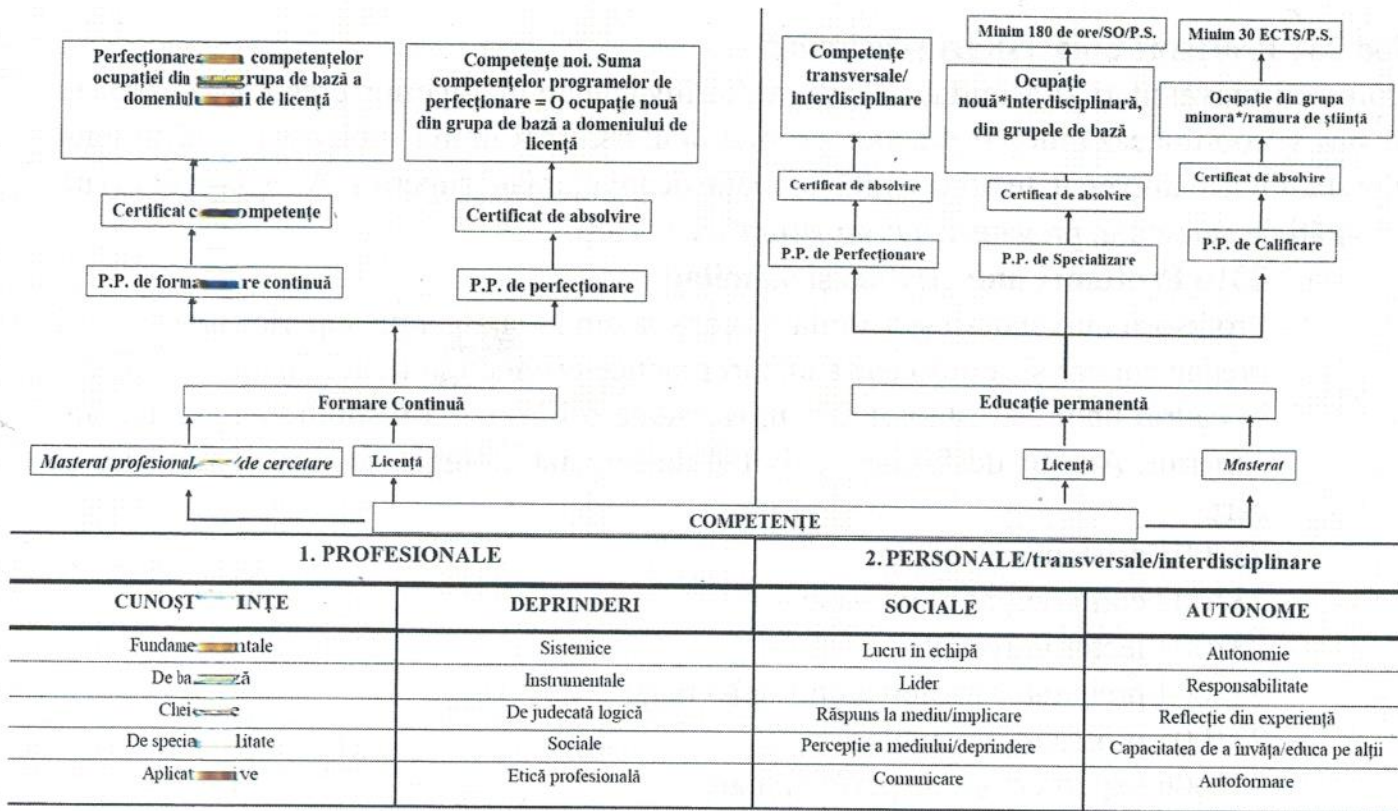 Minim 180 de ore/SO/P.S.
Minim 30 ECTS/P.S.
Perfecționarea competențelor
ocupației din grupa de bază a
de licență
Competențe noi. Suma
competențelor programelor de
perfecționare = O ocupație nouă
din grupa de bază a domeniului de
licență
Competențe
transversale/
interdisciplinare
Ocupație
nouă*interdisciplinară,
din grupele de bază
Ocupație din grupa
minora*/ramura de știință
Certificat de absolvire
Certificat de absolvire
Certificat de absolvire
Certificat competențe
Certificat de absolvire
P.P. de Perfecționare
P.P. de Specializare
P.P. de Calificare
P.P. de formare continuă
P.P. de perfecționare
Formare Continuă
Educație permanentă
Masterat profesional de cercetare
Licență
Licență
Masterat
COMPETENȚE
1. PROFESIONALE
2. PERSONALE/transversale/interdisciplinare
CUNOȘTINȚE
DEPRINDERI
SOCIALE
AUTONOME
Fundamentale
Sistemice
Lucru în echipă
Autonomie
De bază
Instrumentale
Lider
Responsabilitate
Cheie
De judecată logică
Răspuns la mediu/implicare
Reflecție din experiență
De specialitate
Sociale
Percepție a mediului/deprindere
Capacitatea de a învăța/educa pe alții
Aplicative
Etică profesională
Comunicare
Autoformare